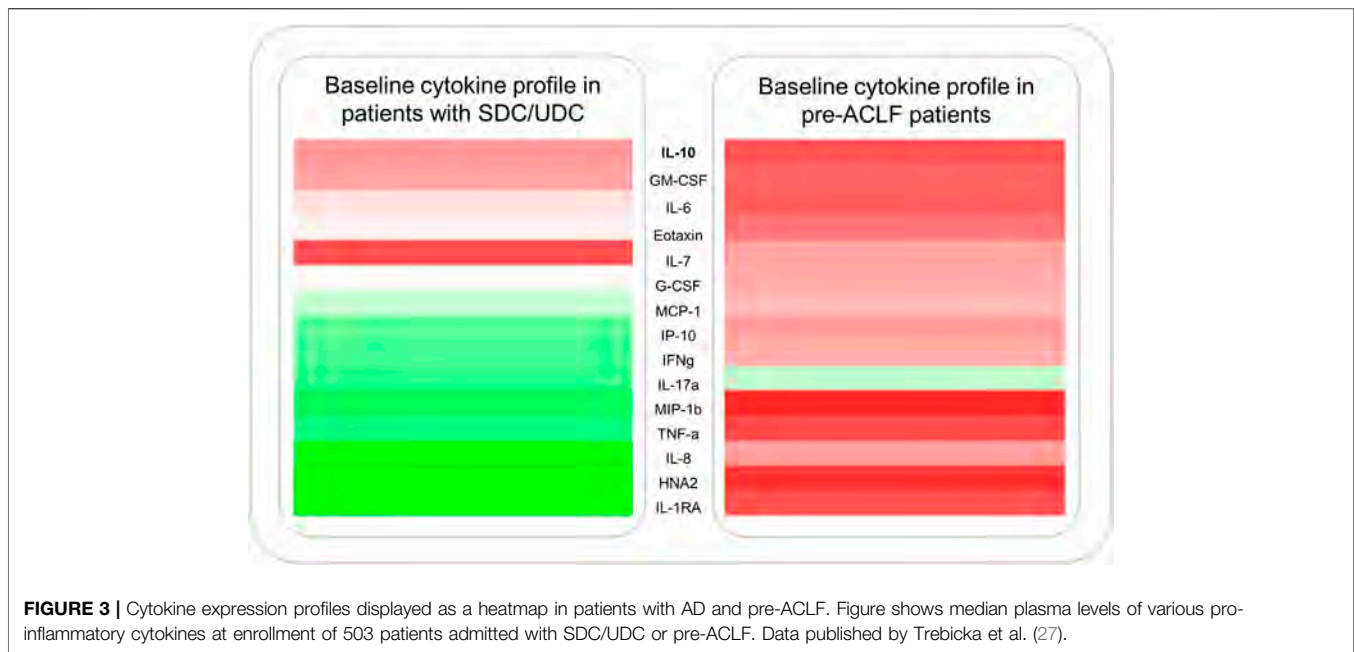 Baseline cytokine profile in
patients with SDC/UDC
Baseline cytokine profile in
pre-ACLF patients
IL-10
GM-CSF
IL-6
Eotaxin
IL-7
G-CSF
MCP-1
IP-10
IFNg
IL-17a
MIP-1b
TNF-a
IL-8
HNA2
IL-1RA
FIGURE 3 | Cytokine expression profiles displayed as a heatmap in patients with AD and pre-ACLF. Figure shows median plasma levels of various pro-
inflammatory cytokines at enrollment of 503 patients admitted with SDC/UDC or pre-ACLF. Data published by Trebicka et al. (27).